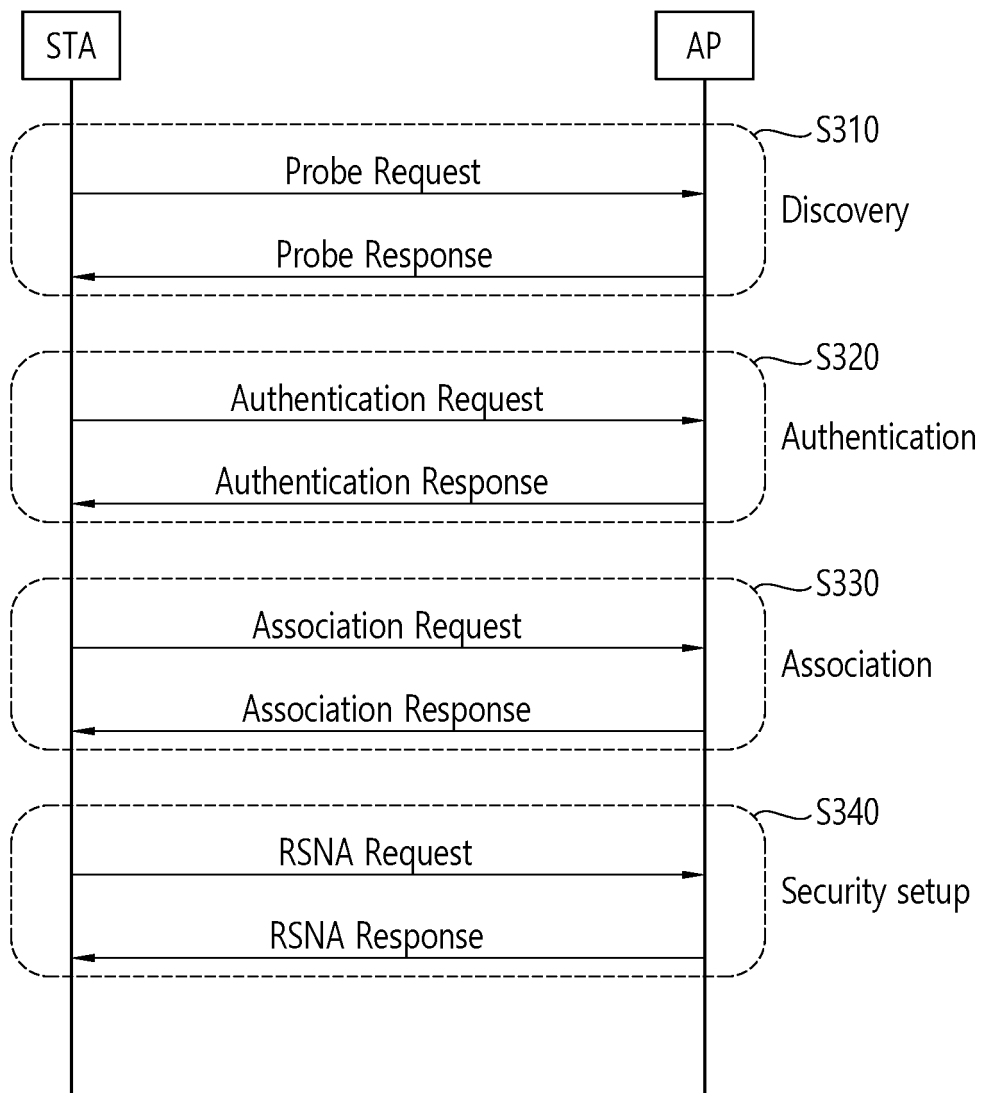 STA
AP
S310
Probe Request
Discovery
Probe Response
S320
Authentication Request
Authentication
Authentication Response
S330
Association Request
Association
Association Response
S340
RSNA Request
Security setup
RSNA Response